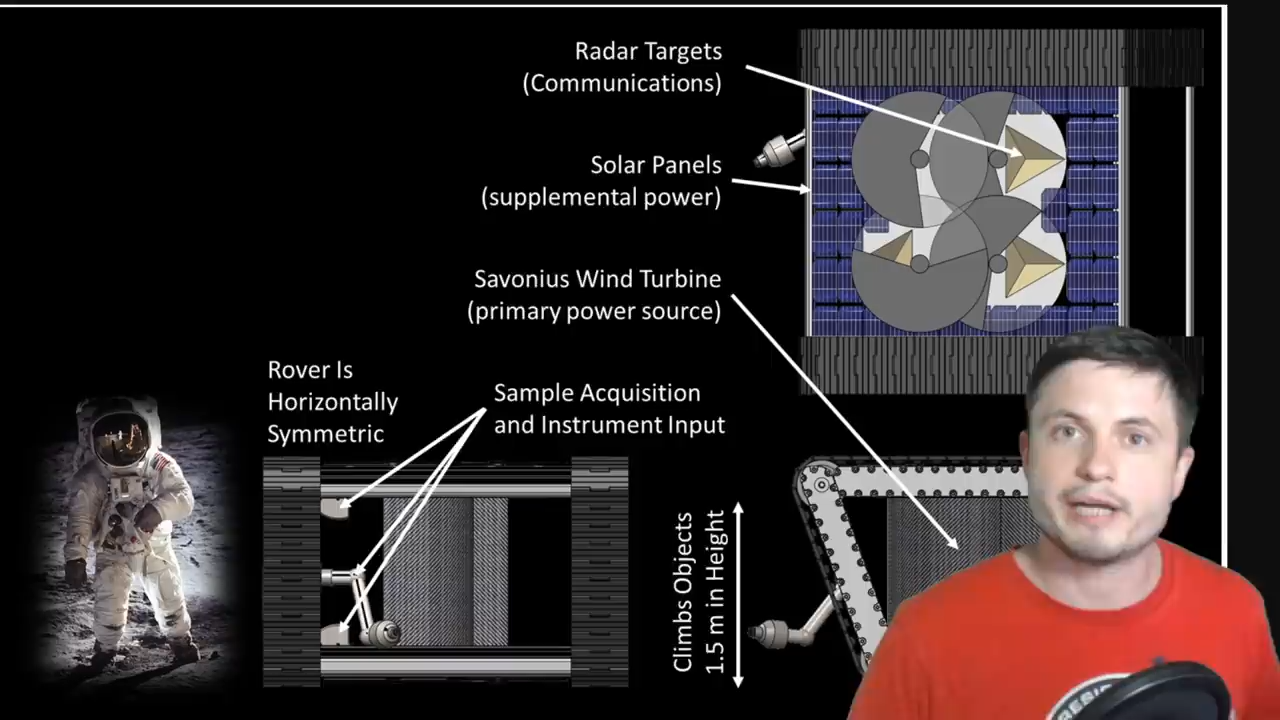 Radar Targets
(Communications)
Solar Panels
(supplemental power)
Savonius Wind Turbine
(primary power source)
Rover Is
Horizontally
Symmetric
Sample Acquisition
and Instrument Input
Climbs Objects
1.5 m in Height